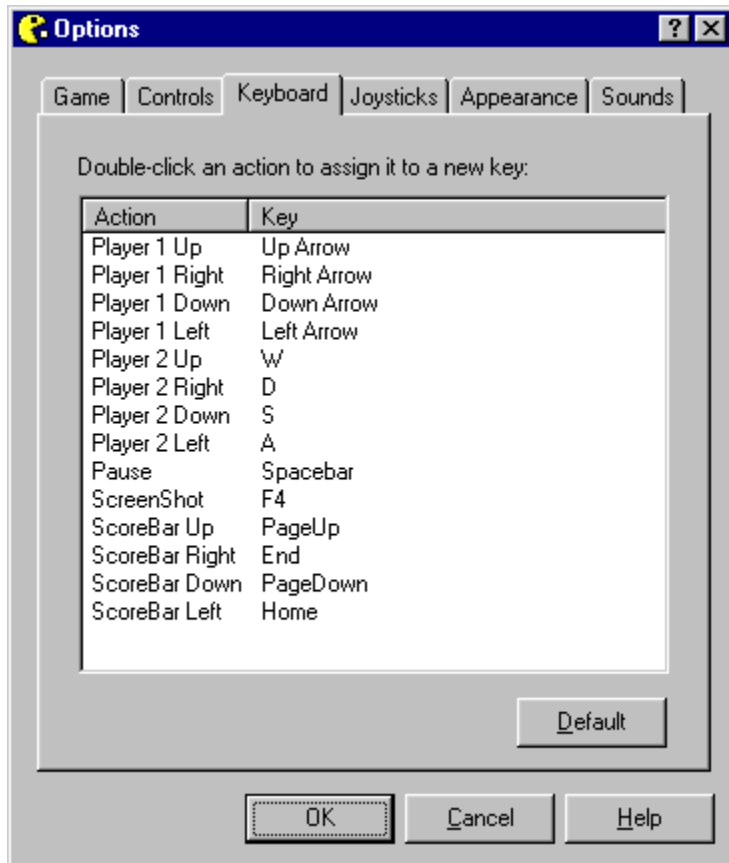 Options
Game Controls Keyboard Joysticks Appearance Sounds
Double-click an action to assign it to a new key:
Action Key
Player 1 Up Up Arrow
Player 1 Right Right Arrow
Player 1 Down Down Arrow
Player 1 Left Left Arrow
Player 2 Up W
Player 2 Right D
Player 2 Down S
Player 2 Left A
Pause Spacebar
ScreenShot F4
ScoreBar Up PageUp
ScoreBar Right End
ScoreBar Down PageDown
ScoreBar Left Home
Default
OK Cancel Help